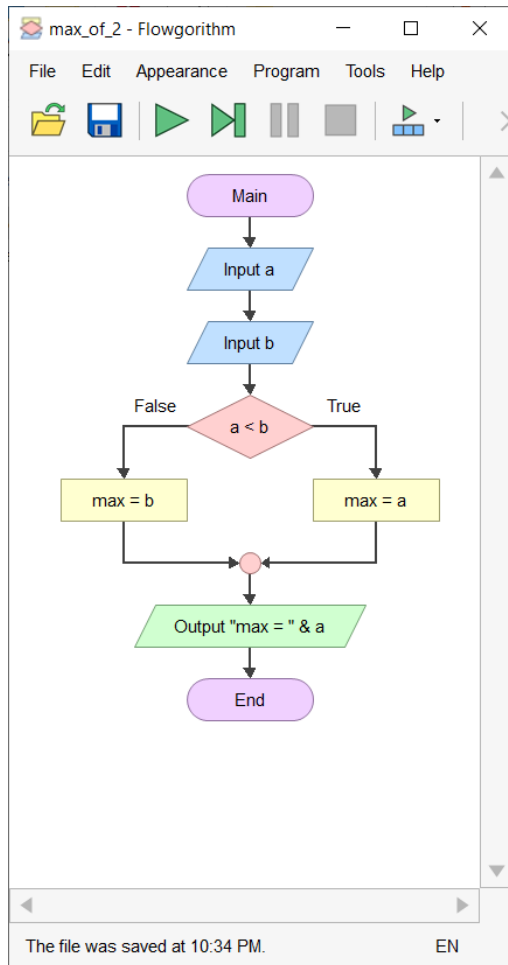 max_of_2 - Flowgorithm
File Edit Appearance Program Tools Help
Main
Input a
Input b
False True
a < b
max = b max = a
Output "max = " & a
End
The file was saved at 10:34 PM. EN